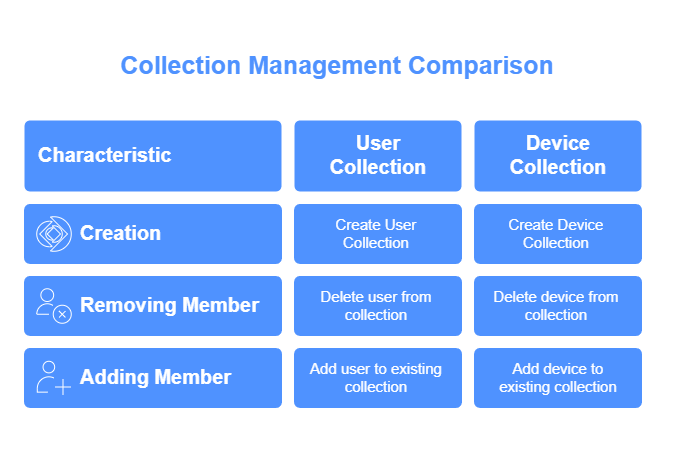 Collection Management Comparison
Characteristic
User
Collection
Device
Collection
Creation
Create User
Collection
Create Device
Collection
Removing Member
Delete user from
collection
Delete device from
collection
Adding Member
Add user to existing
collection
Add device to
existing collection